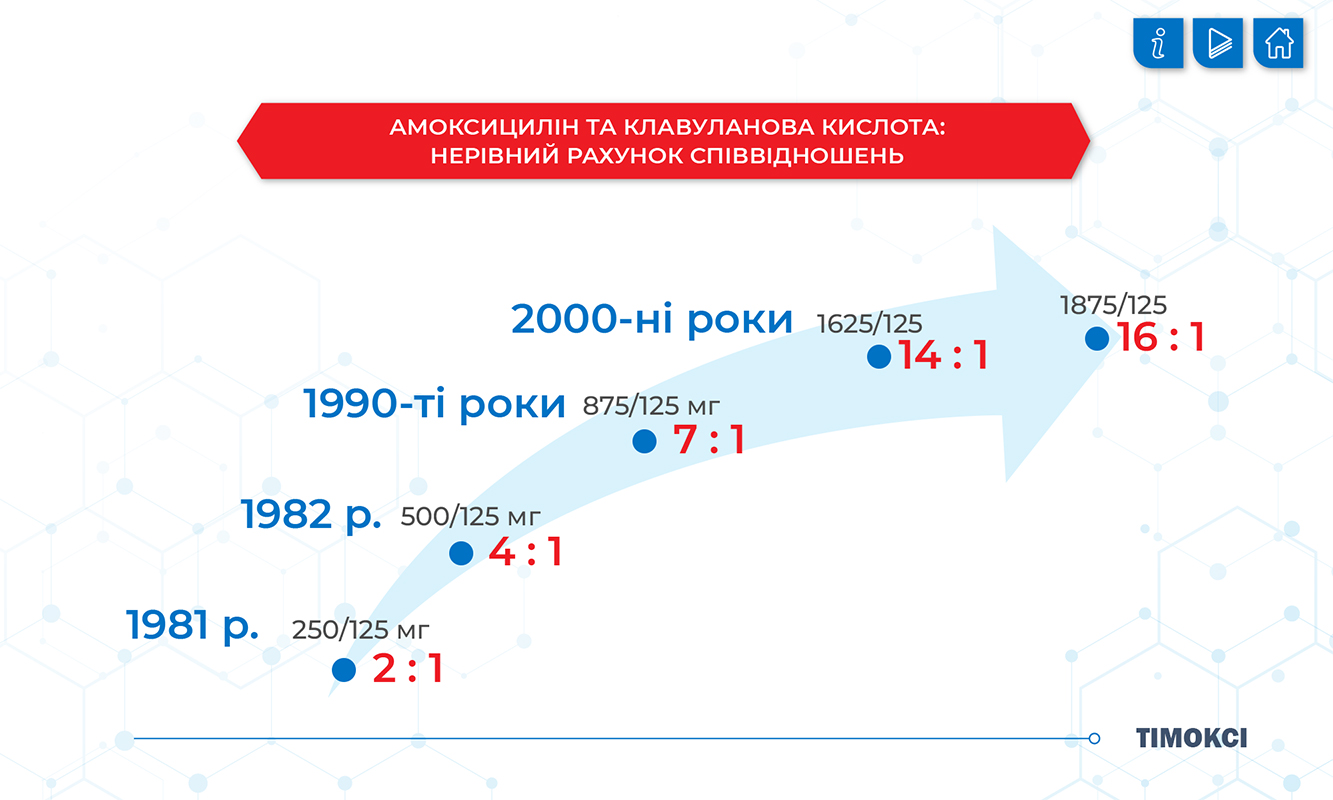 АМОКСИЦИЛІН ТА КЛАВУЛАНОВА КИСЛОТА:
НЕРІВНИЙ РАХУНОК СПІВВІДНОШЕНЬ
1875/125
16 : 1
2000-ні роки 1625/125
14 : 1
1990-ті роки 875/125 мг
7 : 1
1982 р. 500/125 мг
4 : 1
1981 р. 250/125 мг
2 : 1
ТІМОКСІ